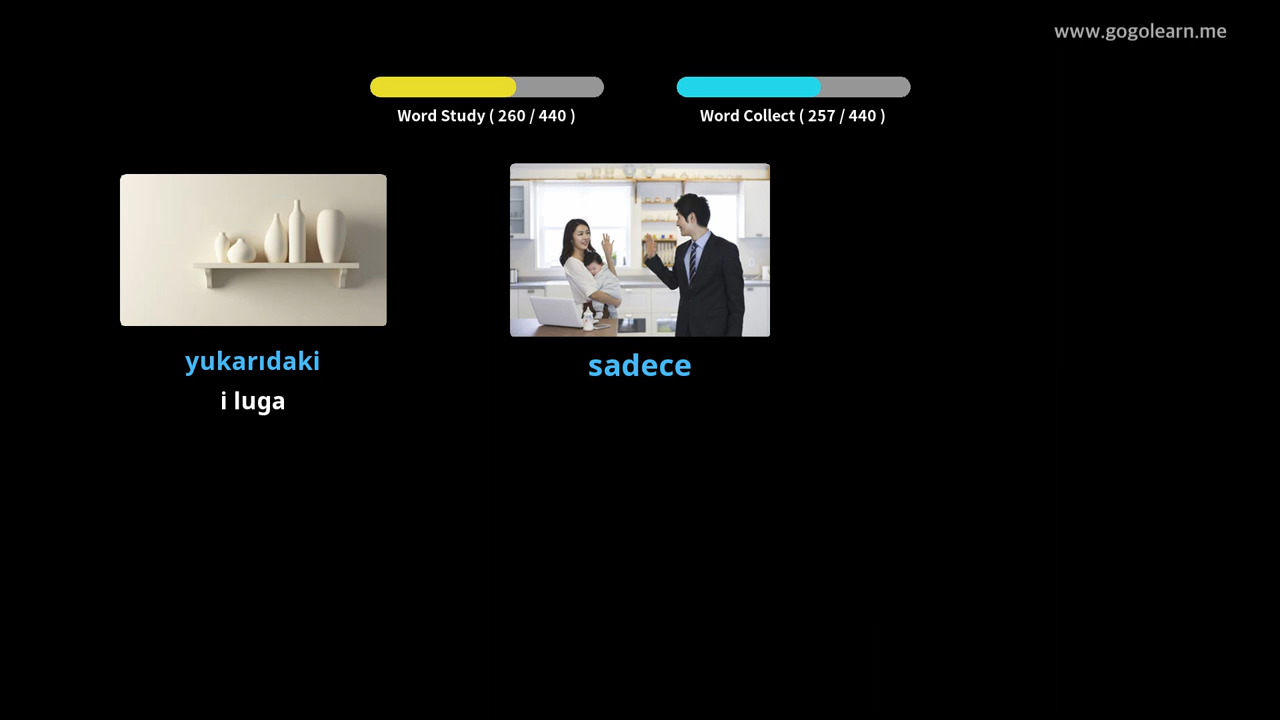 www.gogolearn.me
Word Study ( 260 / 440 )
Word Collect ( 257 / 440 )
yukarıdaki
i luga
sadece